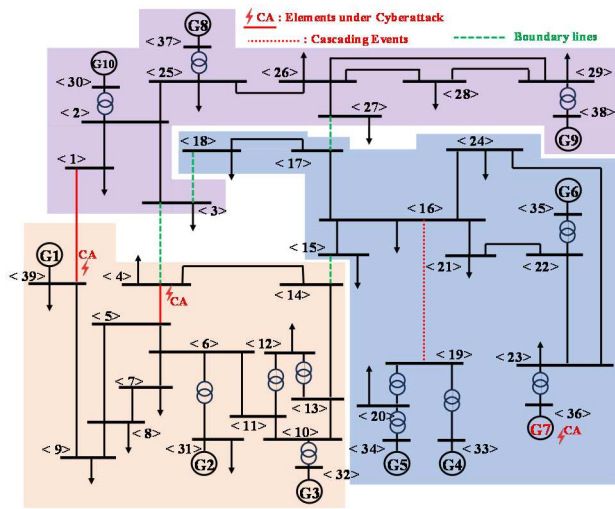 CA : Elements under Cyberattack
: Cascading Events
: Boundary lines
G8
<37>
G10
<25>
<26>
<29>
<30>
<28>
<38>
<2>
<27>
G9
<18>
<24>
<1>
<17>
G6
<3>
<16>
<35>
G1
CA
<15>
<39>
<4>
<21>
<22>
CA
<14>
<5>
<6>
<12>
<19>
<23>
<7>
<13>
<20>
<36>
<8>
<11>
<10>
G7
CA
<9>
<31>
G2
<32>
G3
<34>
G5
G4
<33>